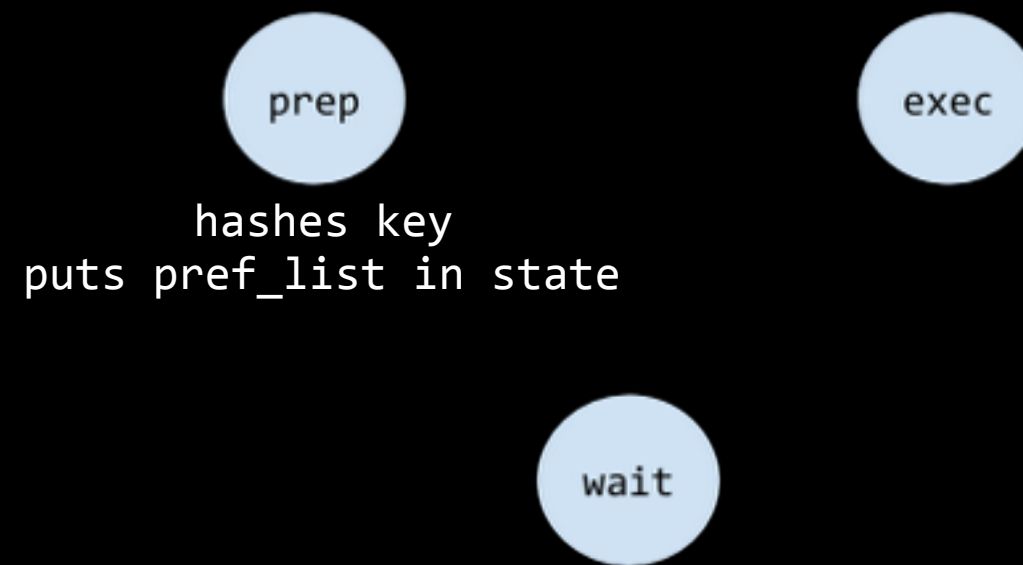 prep
exec
hashes key
puts pref_list in state
wait